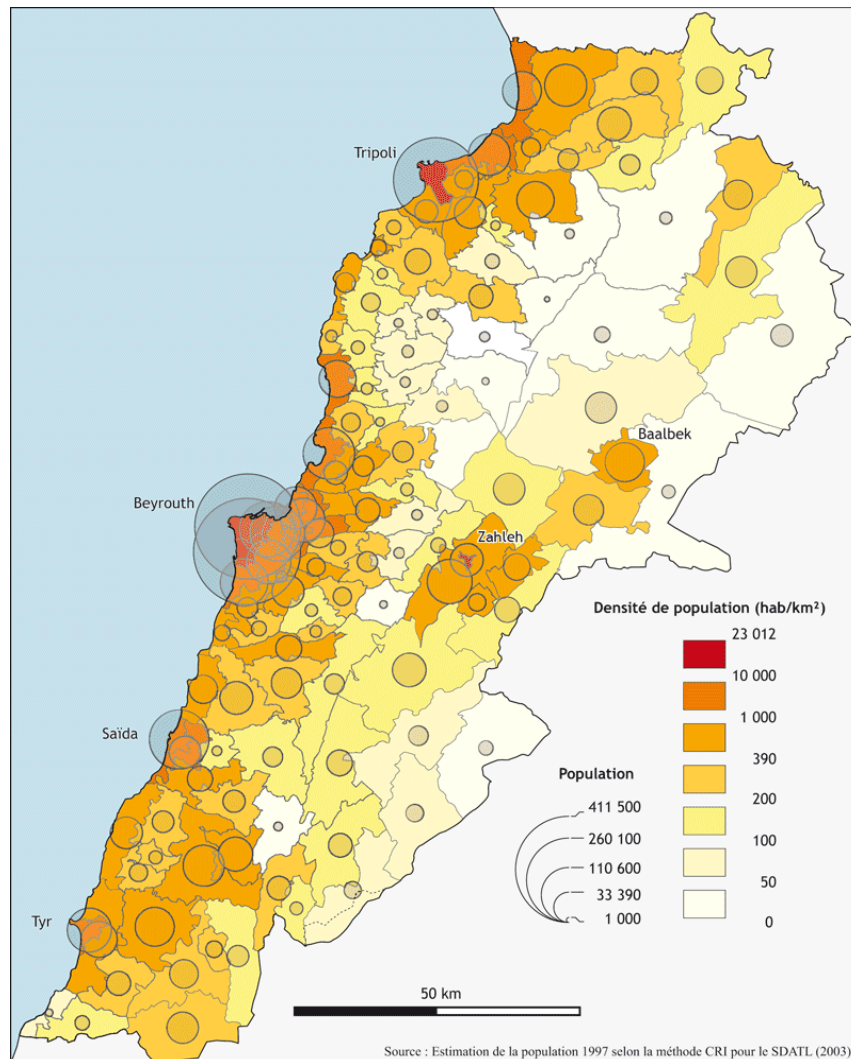 Tripoli
Baalbek
Beyrouth
Zahleh
Saïda
Tyr
Densité de population (hab/km²)
23 012
10 000
1 000
390
200
100
50
0
Population
411 500
260 100
110 600
33 390
1 000
50 km
Source : Estimation de la population 1997 selon la méthode CRI pour le SDATL (2003)